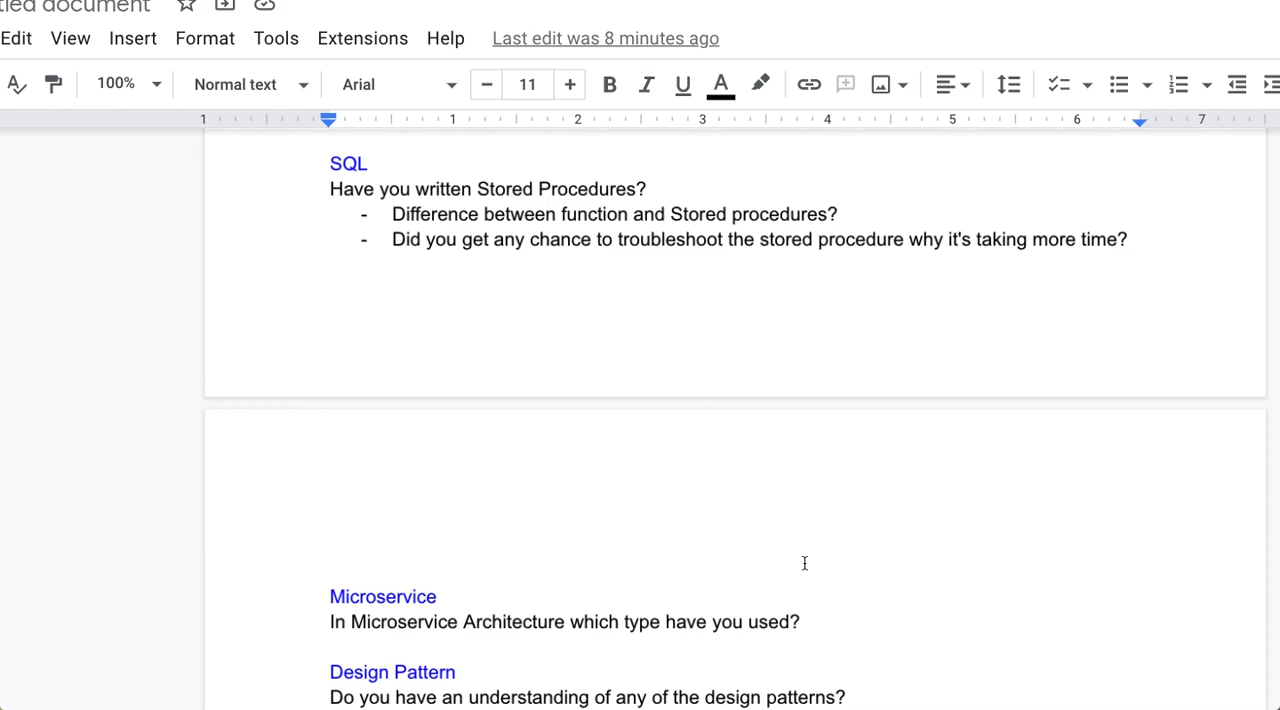 tled document
Edit View Insert Format Tools Extensions Help Last edit was 8 minutes ago
100% Normal text Arial 11 B I U A
1 1 2 3 4 5 6 7
SQL
Have you written Stored Procedures?
- Difference between function and Stored procedures?
- Did you get any chance to troubleshoot the stored procedure why it's taking more time?
Microservice
In Microservice Architecture which type have you used?
Design Pattern
Do you have an understanding of any of the design patterns?